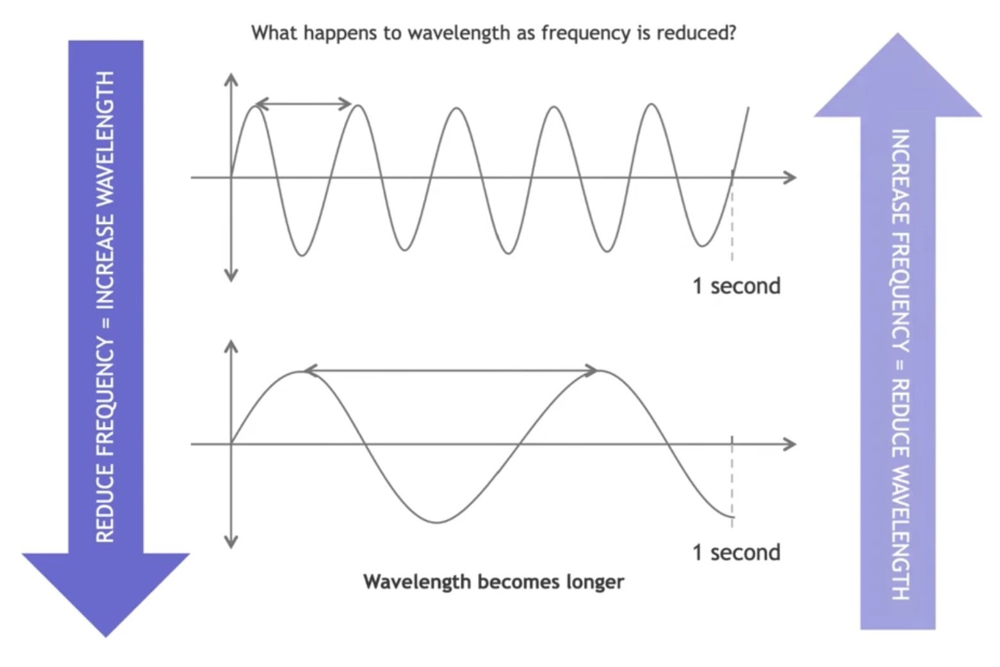 What happens to wavelength as frequency is reduced?
REDUCE FREQUENCY = INCREASE WAVELENGTH
1 second
1 second
Wavelength becomes longer
INCREASE FREQUENCY = REDUCE WAVELENGTH